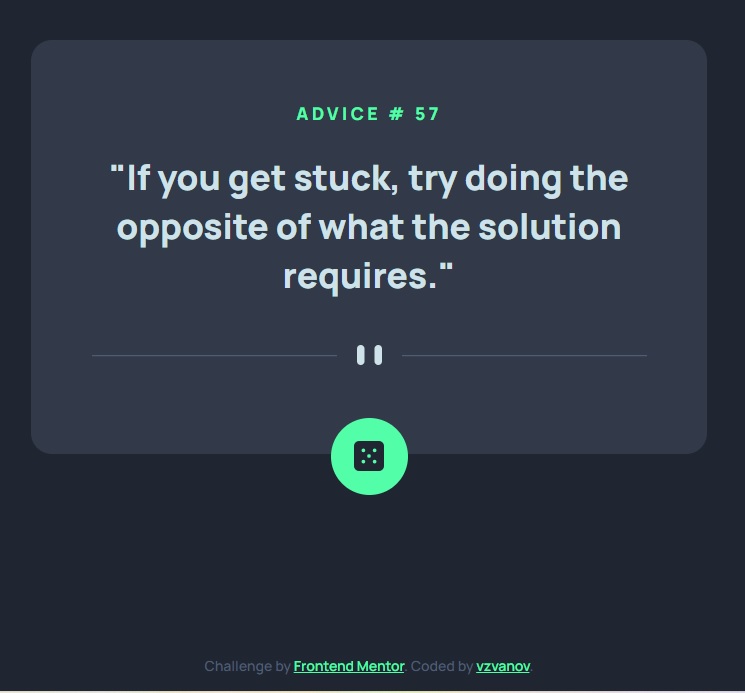 ADVICE # 57
"If you get stuck, try doing the
opposite of what the solution
requires."
Challenge by Frontend Mentor. Coded by vzvanov.